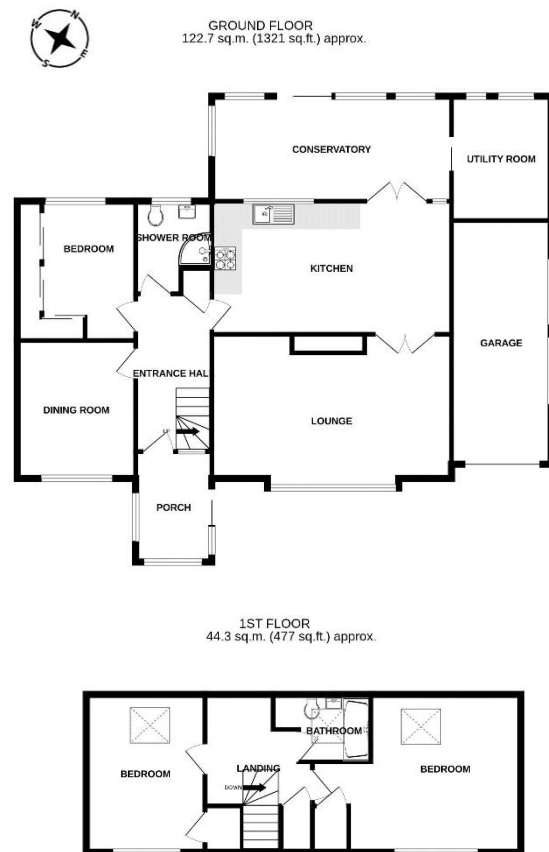 N
W
E
S
GROUND FLOOR
122.7 sq.m. (1321 sq.ft.) approx.
CONSERVATORY
UTILITY ROOM
BEDROOM
SHOWER ROOM
KITCHEN
GARAGE
ENTRANCE HAL
DINING ROOM
LOUNGE
UP
PORCH
1ST FLOOR
44.3 sq.m. (477 sq.ft.) approx.
BATHROOM
BEDROOM
LANDING
BEDROOM
DOWN